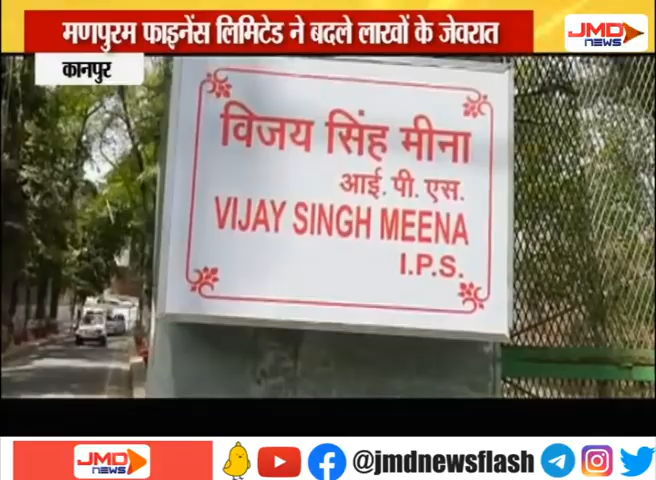 मणपुरम फाइनेंस लिमिटेड ने बदले लाखों के जेवरात
JMD
NEWS
कानपुर
विजय सिंह मीना
आई. पी. एस.
VIJAY SINGH MEENA
I.P.S.
JMD
NEWS
@jmdnewsflash